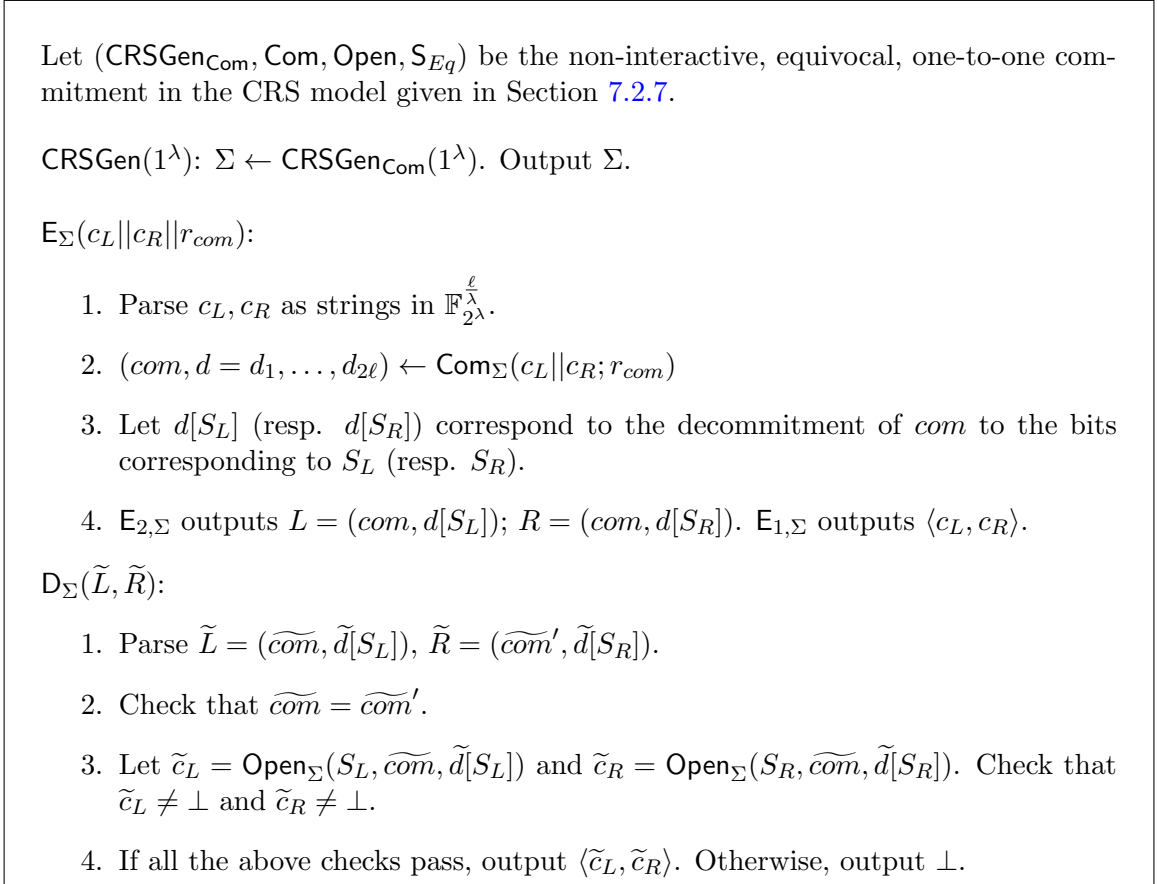 Let (CRSGen_Com, Com, Open, S_Eq) be the non-interactive, equivocal, one-to-one com-
mitment in the CRS model given in Section 7.2.7.
CRSGen(1^λ): Σ ← CRSGen_Com(1^λ). Output Σ.
E_Σ(c_L||c_R||r_com):
1. Parse c_L, c_R as strings in 𝔽_{2^λ}^{ℓ/λ}.
2. (com, d = d_1, . . . , d_{2ℓ}) ← Com_Σ(c_L||c_R; r_com)
3. Let d[S_L] (resp. d[S_R]) correspond to the decommitment of com to the bits
corresponding to S_L (resp. S_R).
4. E_{2,Σ} outputs L = (com, d[S_L]); R = (com, d[S_R]). E_{1,Σ} outputs ⟨c_L, c_R⟩.
D_Σ(L̃, R̃):
1. Parse L̃ = (c̃om, d̃[S_L]), R̃ = (c̃om′, d̃[S_R]).
2. Check that c̃om = c̃om′.
3. Let c̃_L = Open_Σ(S_L, c̃om, d̃[S_L]) and c̃_R = Open_Σ(S_R, c̃om, d̃[S_R]). Check that
c̃_L ≠ ⊥ and c̃_R ≠ ⊥.
4. If all the above checks pass, output ⟨c̃_L, c̃_R⟩. Otherwise, output ⊥.